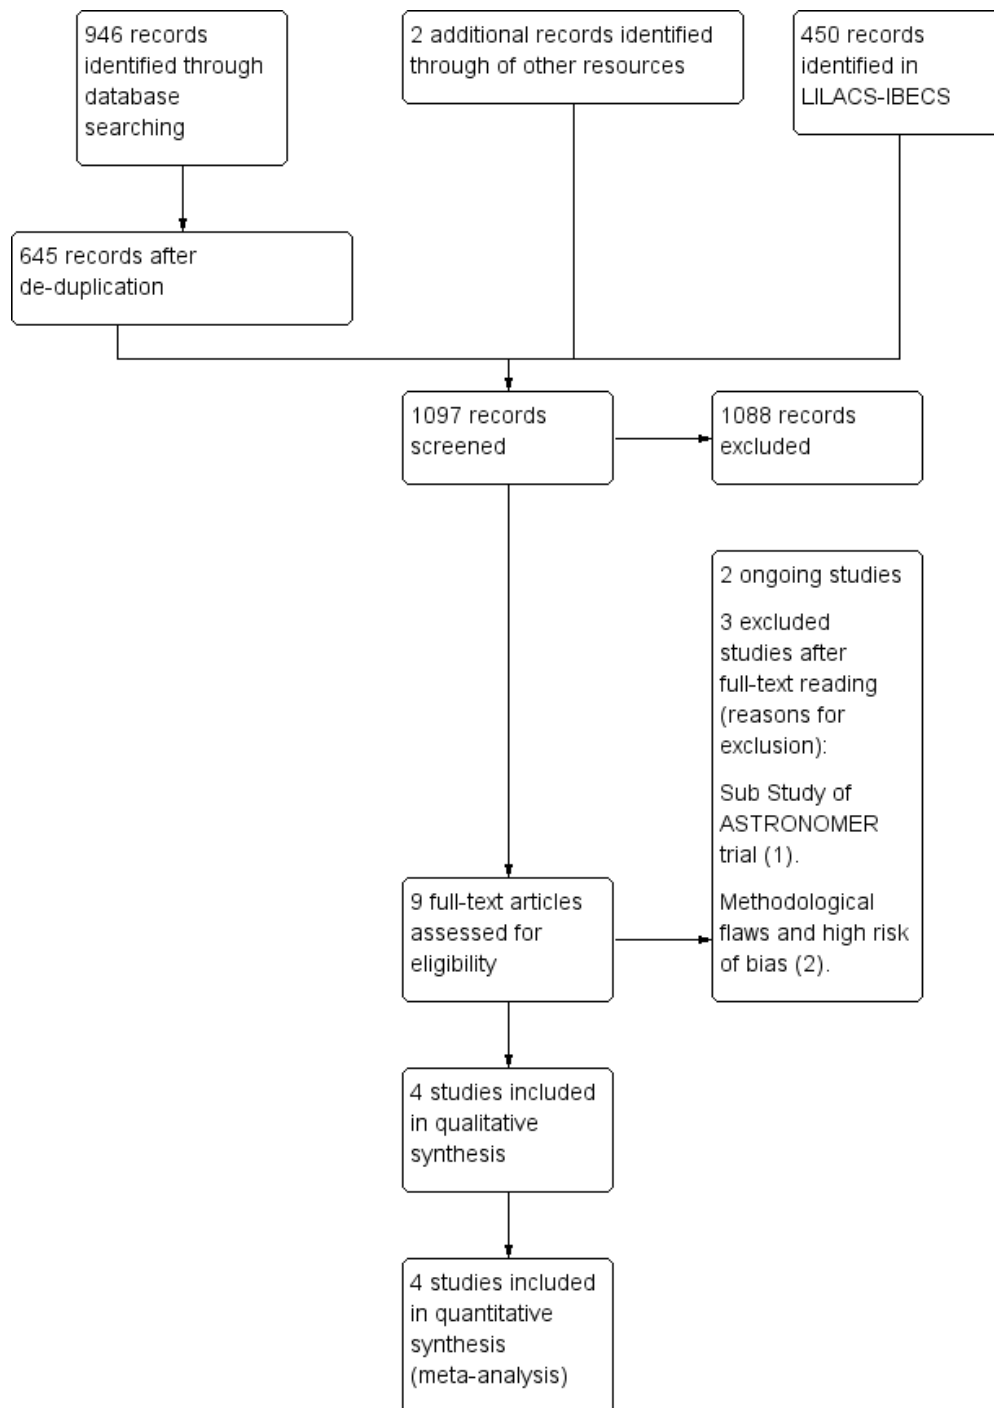 946 records
identified through
database
searching
2 additional records identified
through of other resources
450 records
identified in
LILACS-IBECS
645 records after
de-duplication
1097 records
screened
1088 records
excluded
2 ongoing studies
3 excluded
studies after
full-text reading
(reasons for
exclusion):
Sub Study of
ASTRONOMER
trial (1).
Methodological
flaws and high risk
of bias (2).
9 full-text articles
assessed for
eligibility
4 studies included
in qualitative
synthesis
4 studies included
in quantitative
synthesis
(meta-analysis)